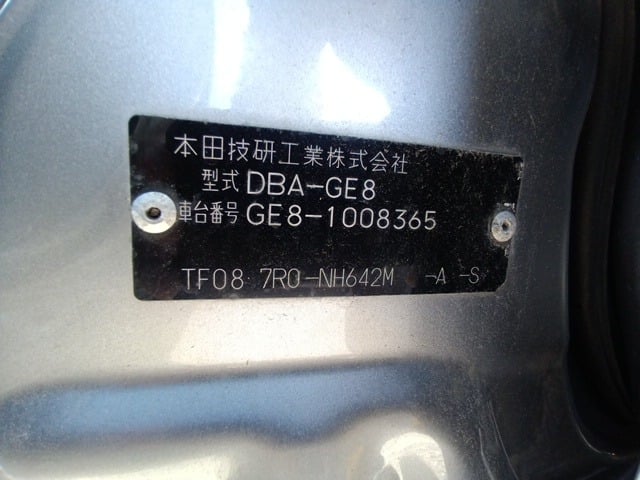 本田技研工業株式会社
型式 DBA-GE8
車台番号 GE8-1008365
TF08 7R0-NH642M -A -S